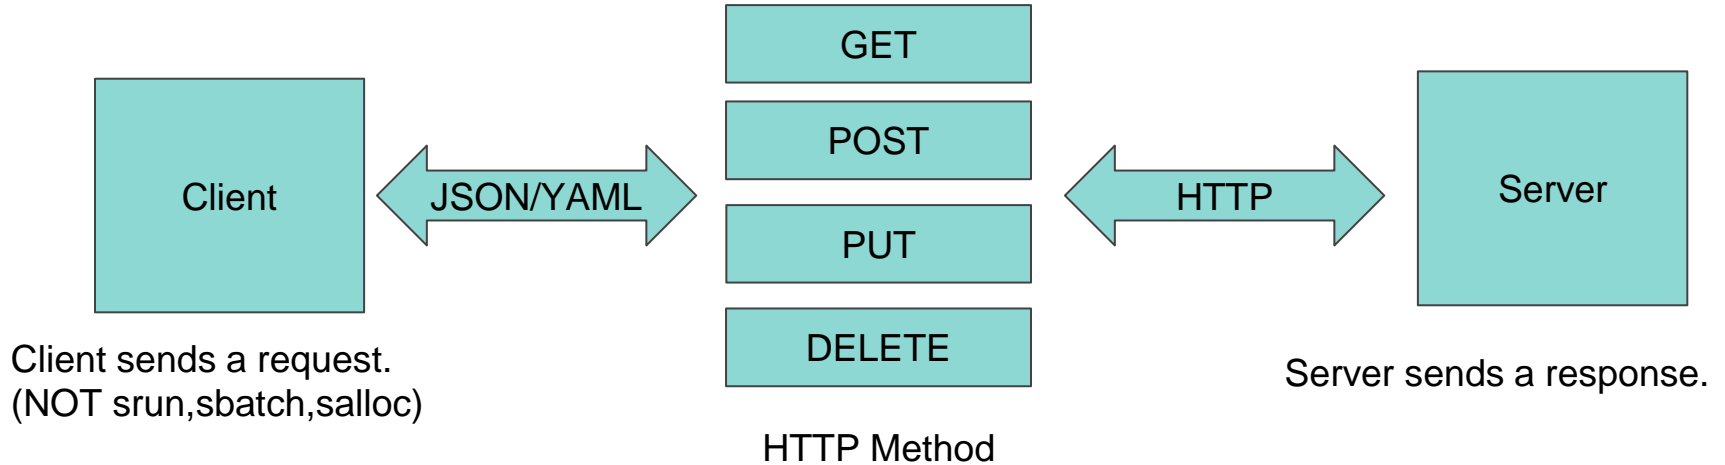 GET
POST
PUT
DELETE
HTTP Method
Client
JSON/YAML
HTTP
Server
Client sends a request.
(NOT srun,sbatch,salloc)
Server sends a response.